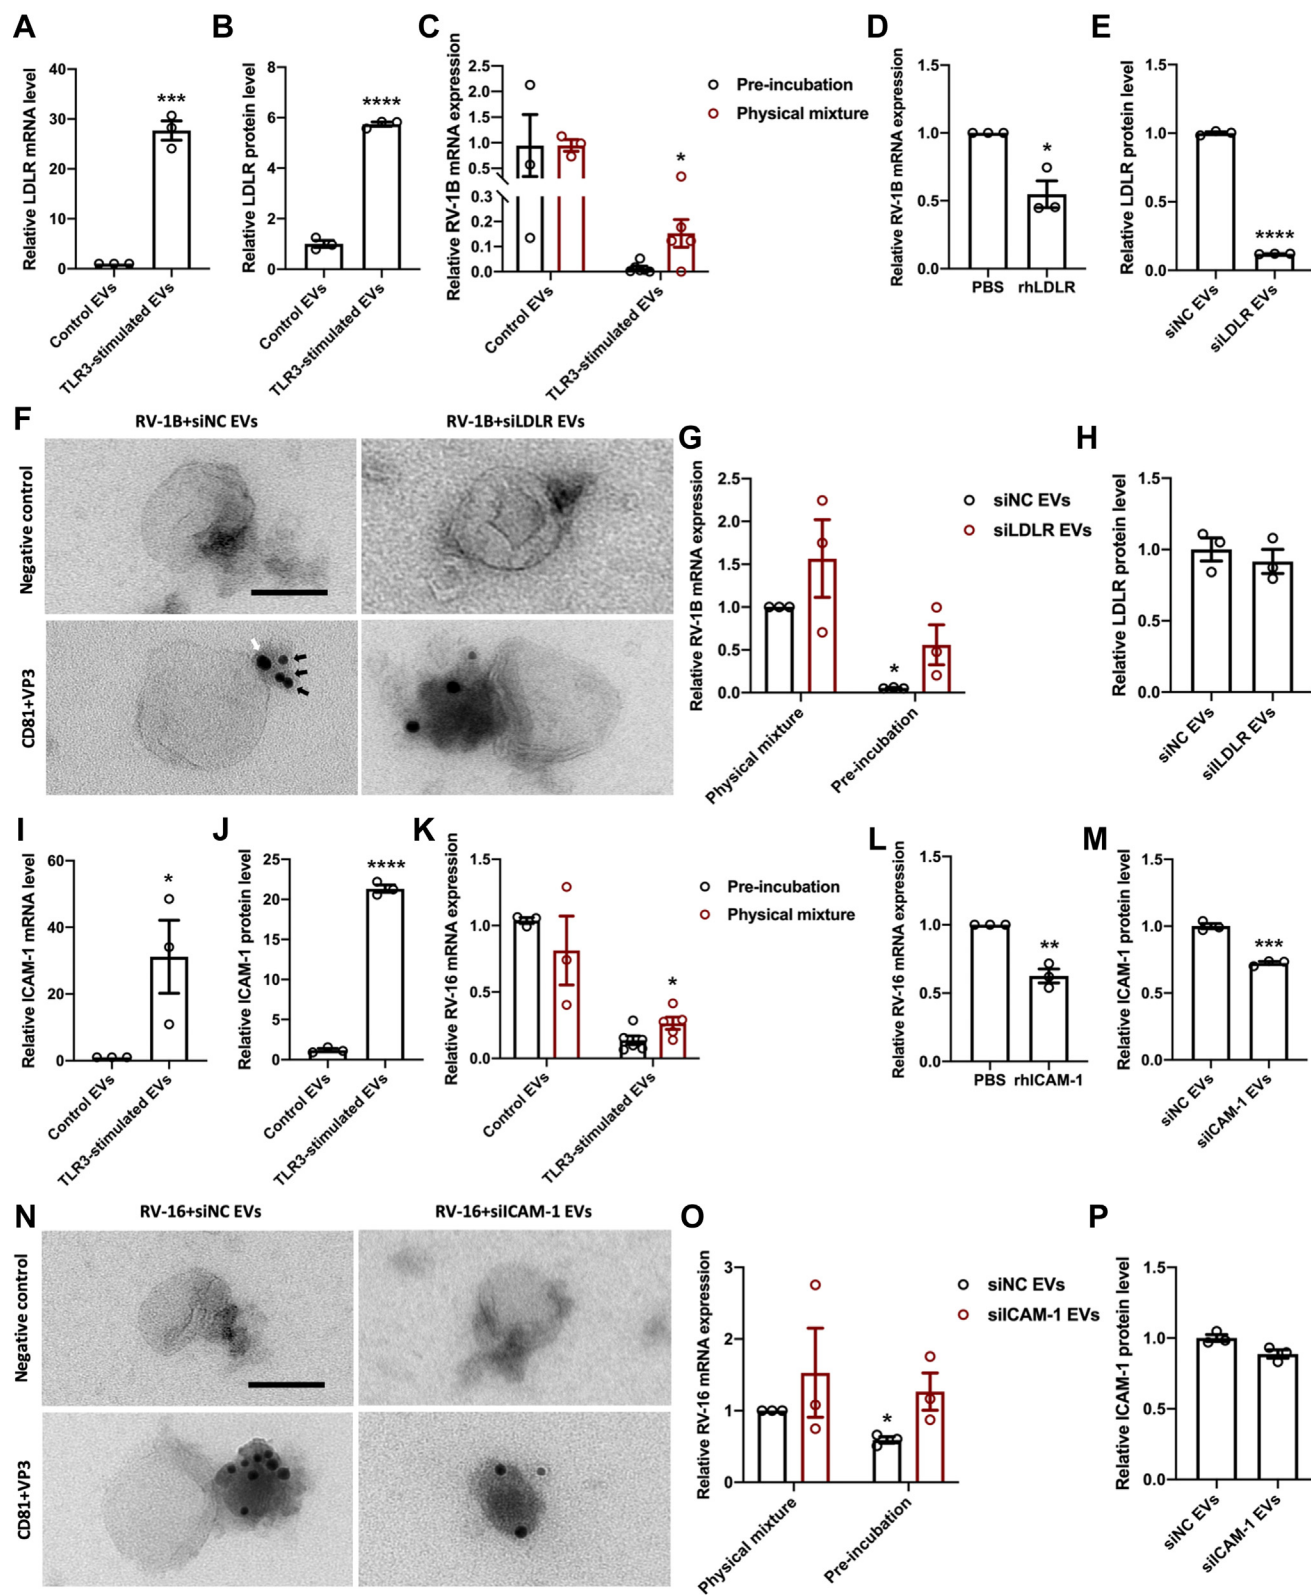 A
Relative LDLR mRNA level
40
30
20
10
0
***
Control EVs
TLR3-stimulated EVs
B
Relative LDLR protein level
8
6
4
2
0
****
Control EVs
TLR3-stimulated EVs
C
Relative RV-1B mRNA expression
2.5
2.0
1.5
1.0
0.5
0.3
0.2
0.1
0.0
*
Control EVs
TLR3-stimulated EVs
Pre-incubation
Physical mixture
D
Relative RV-1B mRNA expression
1.5
1.0
0.5
0.0
*
PBS rhLDLR
E
Relative LDLR protein level
1.5
1.0
0.5
0.0
****
siNC EVs
siLDLR EVs
F
RV-1B+siNC EVs
RV-1B+siLDLR EVs
Negative control
CD81+VP3
G
Relative RV-1B mRNA expression
2.5
2.0
1.5
1.0
0.5
0.0
*
Physical mixture
Pre-incubation
siNC EVs
siLDLR EVs
H
Relative LDLR protein level
1.5
1.0
0.5
0.0
siNC EVs
silLDLR EVs
I
Relative ICAM-1 mRNA level
60
40
20
0
*
Control EVs
TLR3-stimulated EVs
J
Relative ICAM-1 protein level
25
20
15
10
5
0
****
Control EVs
TLR3-stimulated EVs
K
Relative RV-16 mRNA expression
1.5
1.0
0.5
0.0
*
Control EVs
TLR3-stimulated EVs
Pre-incubation
Physical mixture
L
Relative RV-16 mRNA expression
1.5
1.0
0.5
0.0
**
PBS rhICAM-1
M
Relative ICAM-1 protein level
1.5
1.0
0.5
0.0
***
siNC EVs
siICAM-1 EVs
N
RV-16+siNC EVs
RV-16+siICAM-1 EVs
Negative control
CD81+VP3
O
Relative RV-16 mRNA expression
3
2
1
0
*
Physical mixture
Pre-incubation
siNC EVs
siICAM-1 EVs
P
Relative ICAM-1 protein level
1.5
1.0
0.5
0.0
siNC EVs
siICAM-1 EVs